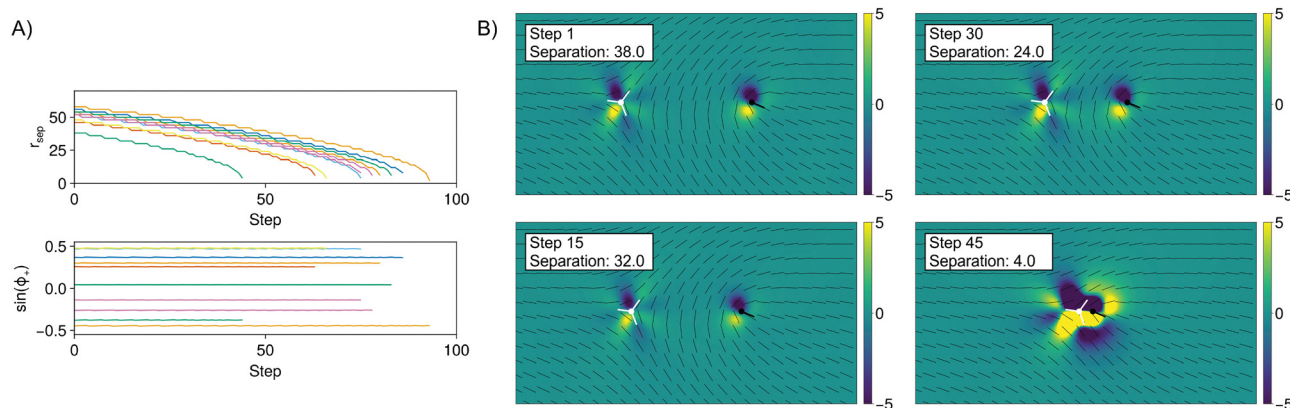 A)
50
25
0
r_sep
50
100
Step
0.5
0.0
−0.5
sin(ϕ₊)
50
100
Step
B)
Step 1
Separation: 38.0
5
0
−5
Step 30
Separation: 24.0
5
0
−5
Step 15
Separation: 32.0
5
0
−5
Step 45
Separation: 4.0
5
0
−5